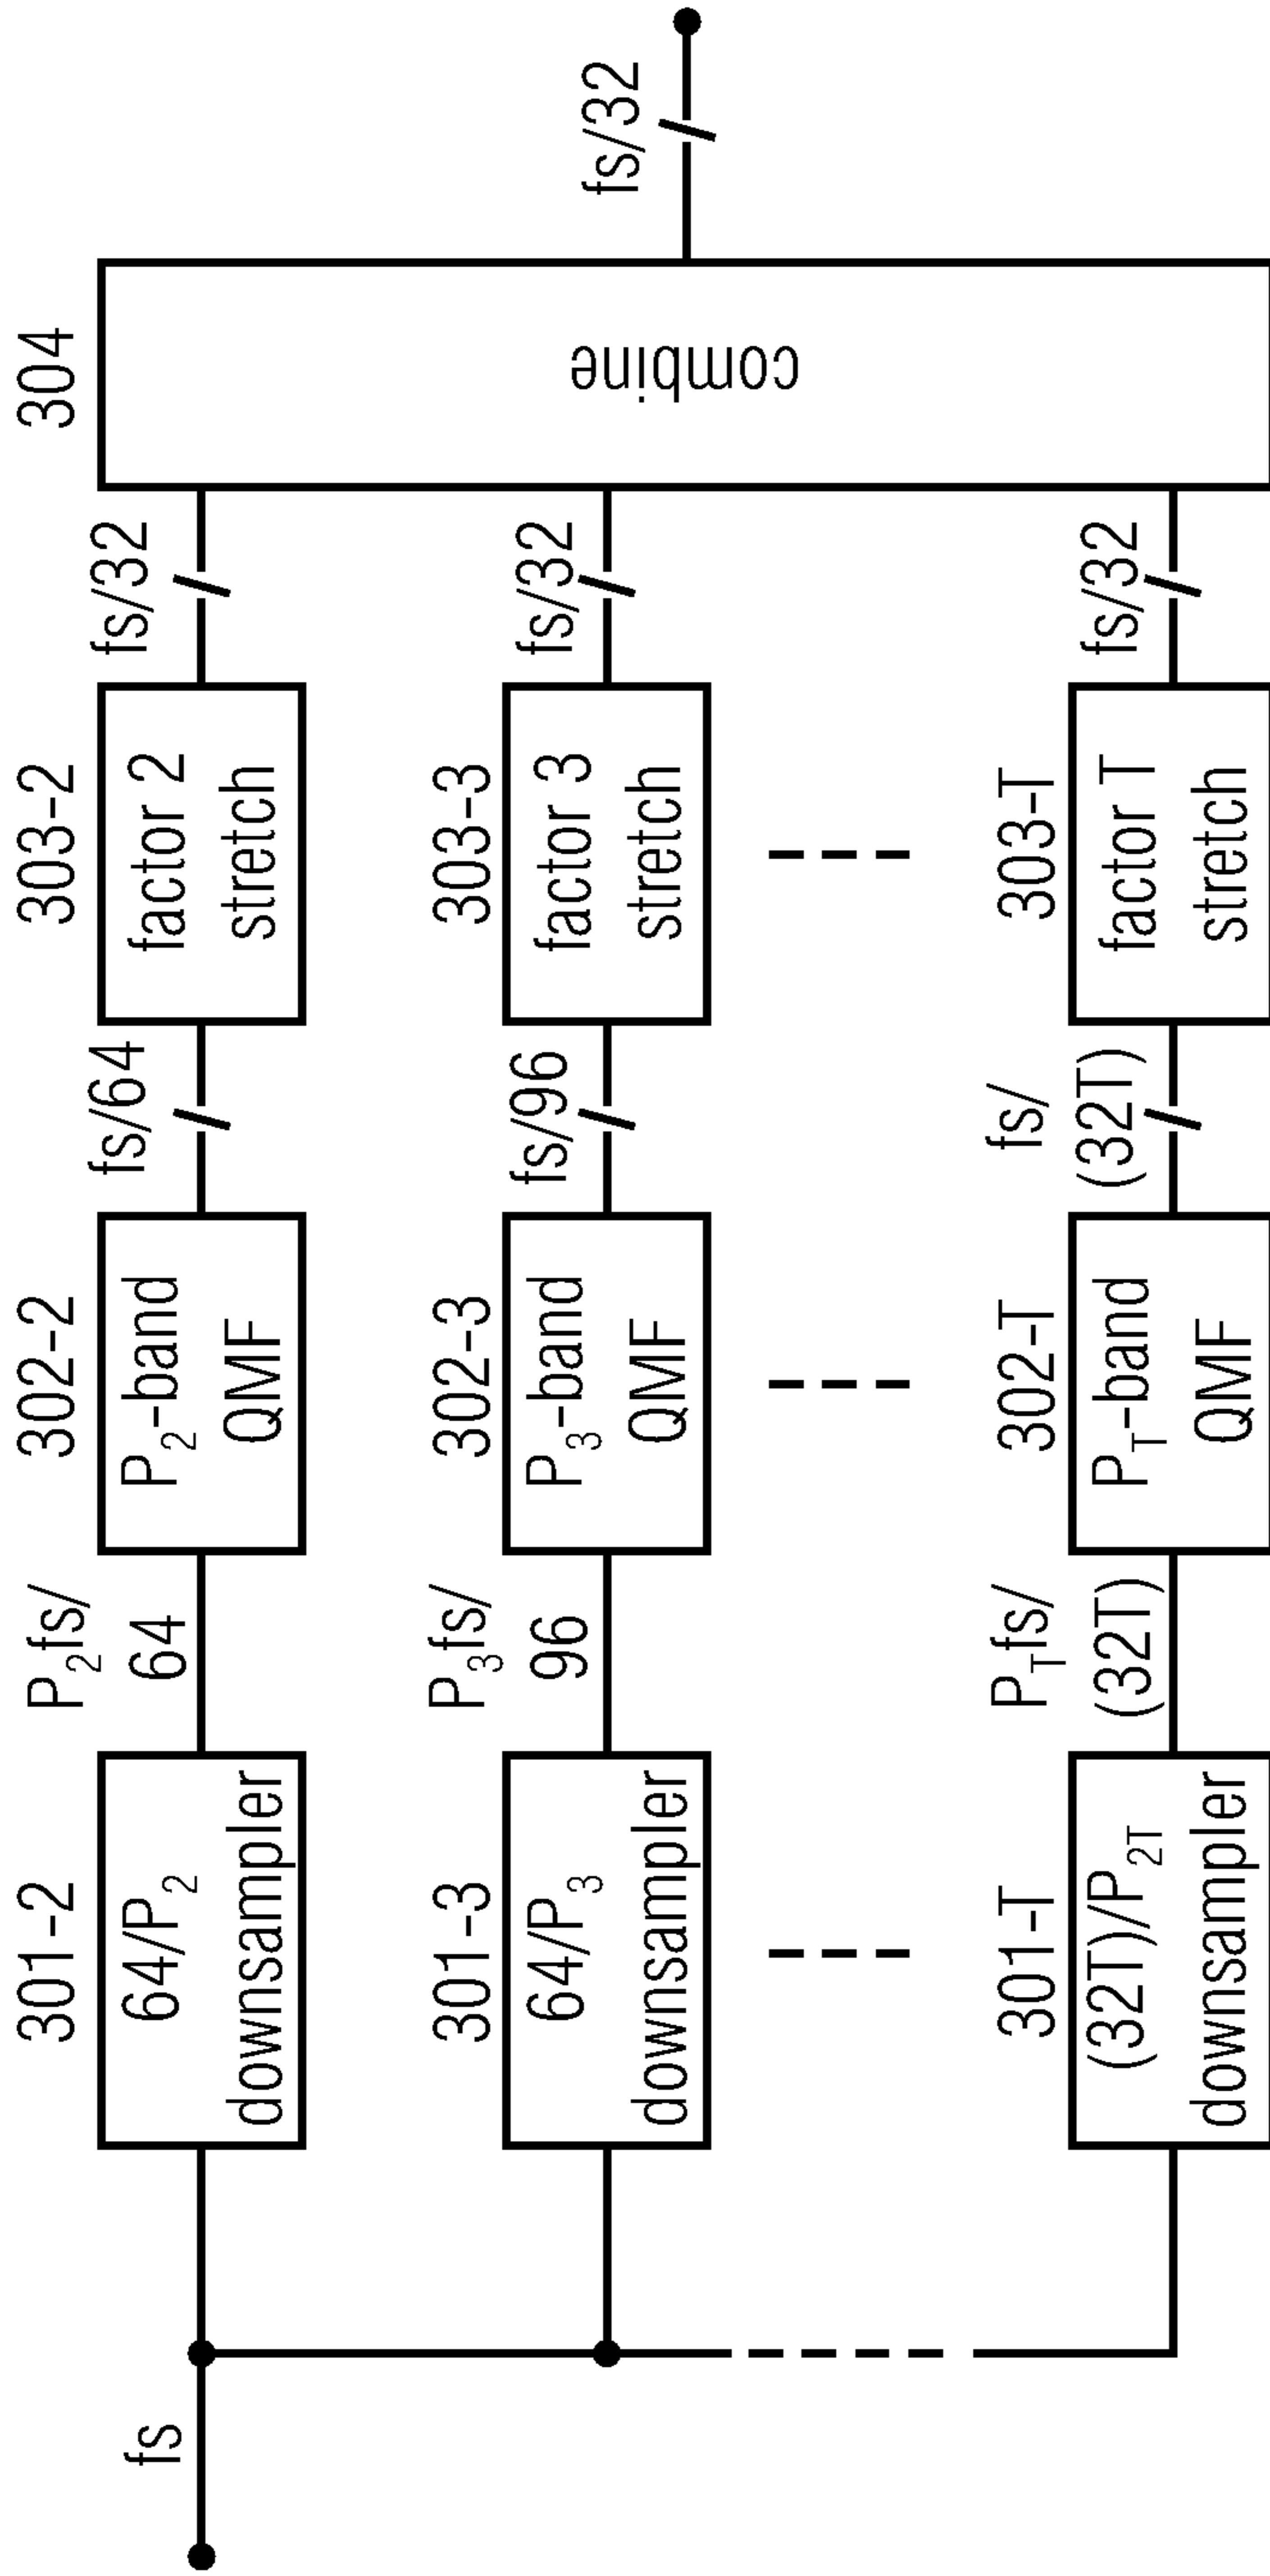 fs
301-2
64/P₂
downsampler
P₂fs/
64
302-2
P₂-band
QMF
fs/64
303-2
factor 2
stretch
fs/32
304
combine
fs/32
301-3
64/P₃
downsampler
P₃fs/
96
302-3
P₃-band
QMF
fs/96
303-3
factor 3
stretch
fs/32
301-T
(32T)/P₂T
downsampler
PTfs/
(32T)
302-T
PT-band
QMF
fs/
(32T)
303-T
factor T
stretch
fs/32